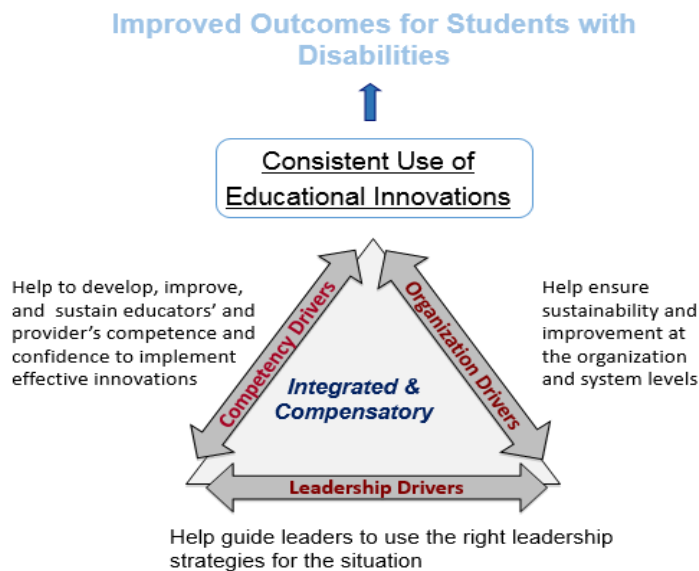 Improved Outcomes for Students with
Disabilities
Consistent Use of
Educational Innovations
Help to develop, improve,
and sustain educators' and
provider's competence and
confidence to implement
effective innovations
Competency Drivers
Organization Drivers
Help ensure
sustainability and
improvement at
the organization
and system levels
Integrated &
Compensatory
Leadership Drivers
Help guide leaders to use the right leadership
strategies for the situation